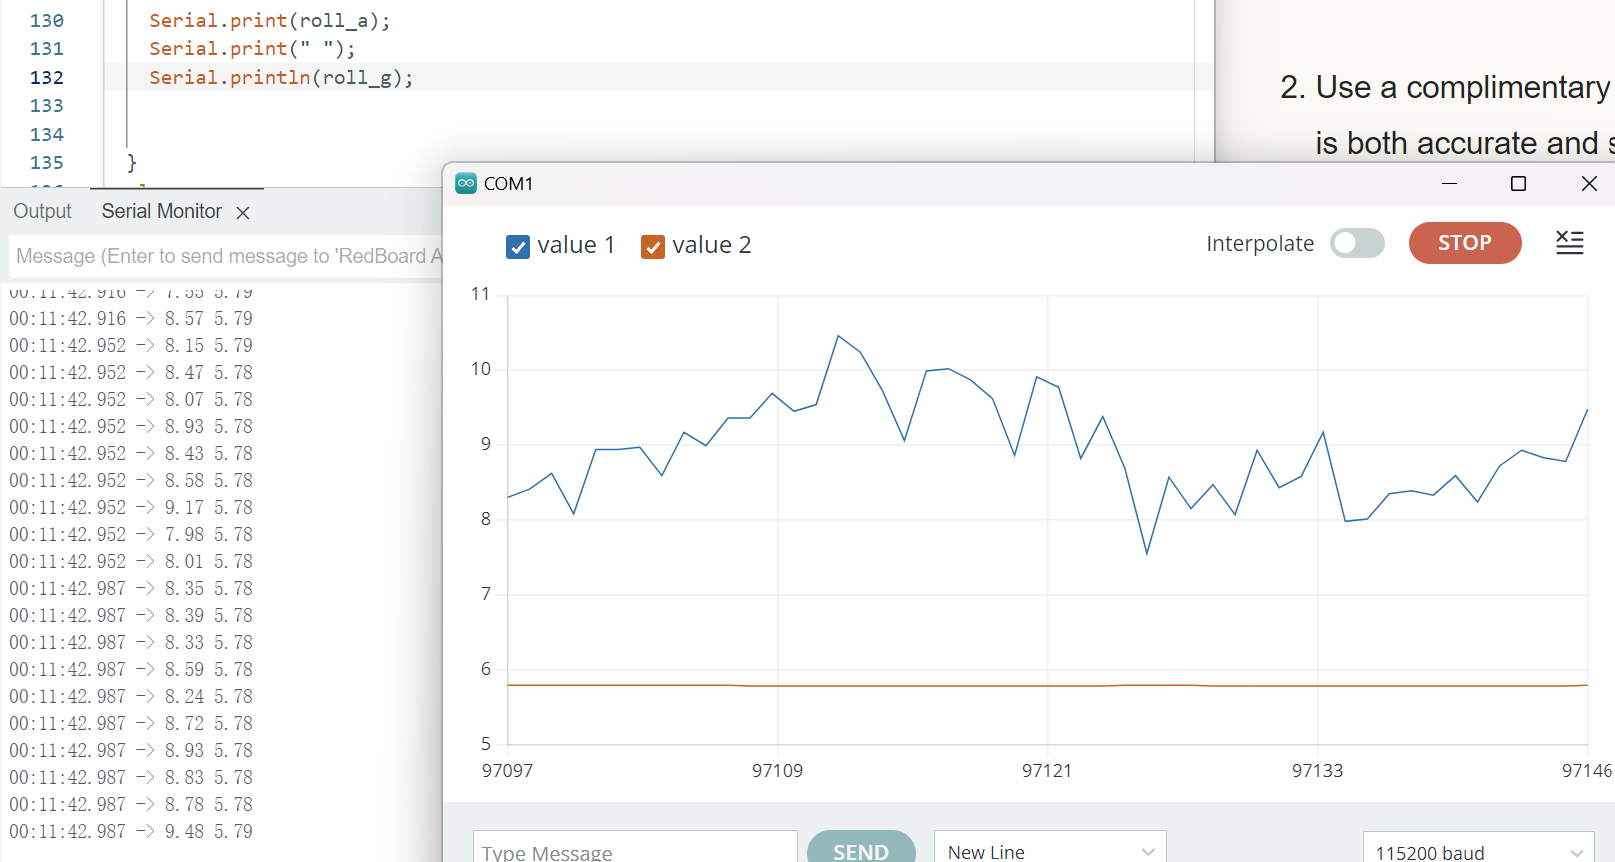 130 Serial.print(roll_a);
131 Serial.print(" ");
132 Serial.println(roll_g);
133
134
135 }
2. Use a complimentary
is both accurate and
Output Serial Monitor
Message (Enter to send message to 'RedBoard A
00:11:42.916 -> 7.55 5.79
00:11:42.916 -> 8.57 5.79
00:11:42.952 -> 8.15 5.79
00:11:42.952 -> 8.47 5.78
00:11:42.952 -> 8.07 5.78
00:11:42.952 -> 8.93 5.78
00:11:42.952 -> 8.43 5.78
00:11:42.952 -> 8.58 5.78
00:11:42.952 -> 9.17 5.78
00:11:42.952 -> 7.98 5.78
00:11:42.952 -> 8.01 5.78
00:11:42.987 -> 8.35 5.78
00:11:42.987 -> 8.39 5.78
00:11:42.987 -> 8.33 5.78
00:11:42.987 -> 8.59 5.78
00:11:42.987 -> 8.24 5.78
00:11:42.987 -> 8.72 5.78
00:11:42.987 -> 8.93 5.78
00:11:42.987 -> 8.83 5.78
00:11:42.987 -> 8.78 5.78
00:11:42.987 -> 9.48 5.79
COM1
value 1 value 2
Interpolate STOP
11
10
9
8
7
6
5
97097 97109 97121 97133 97146
Type Message SEND New Line 115200 baud